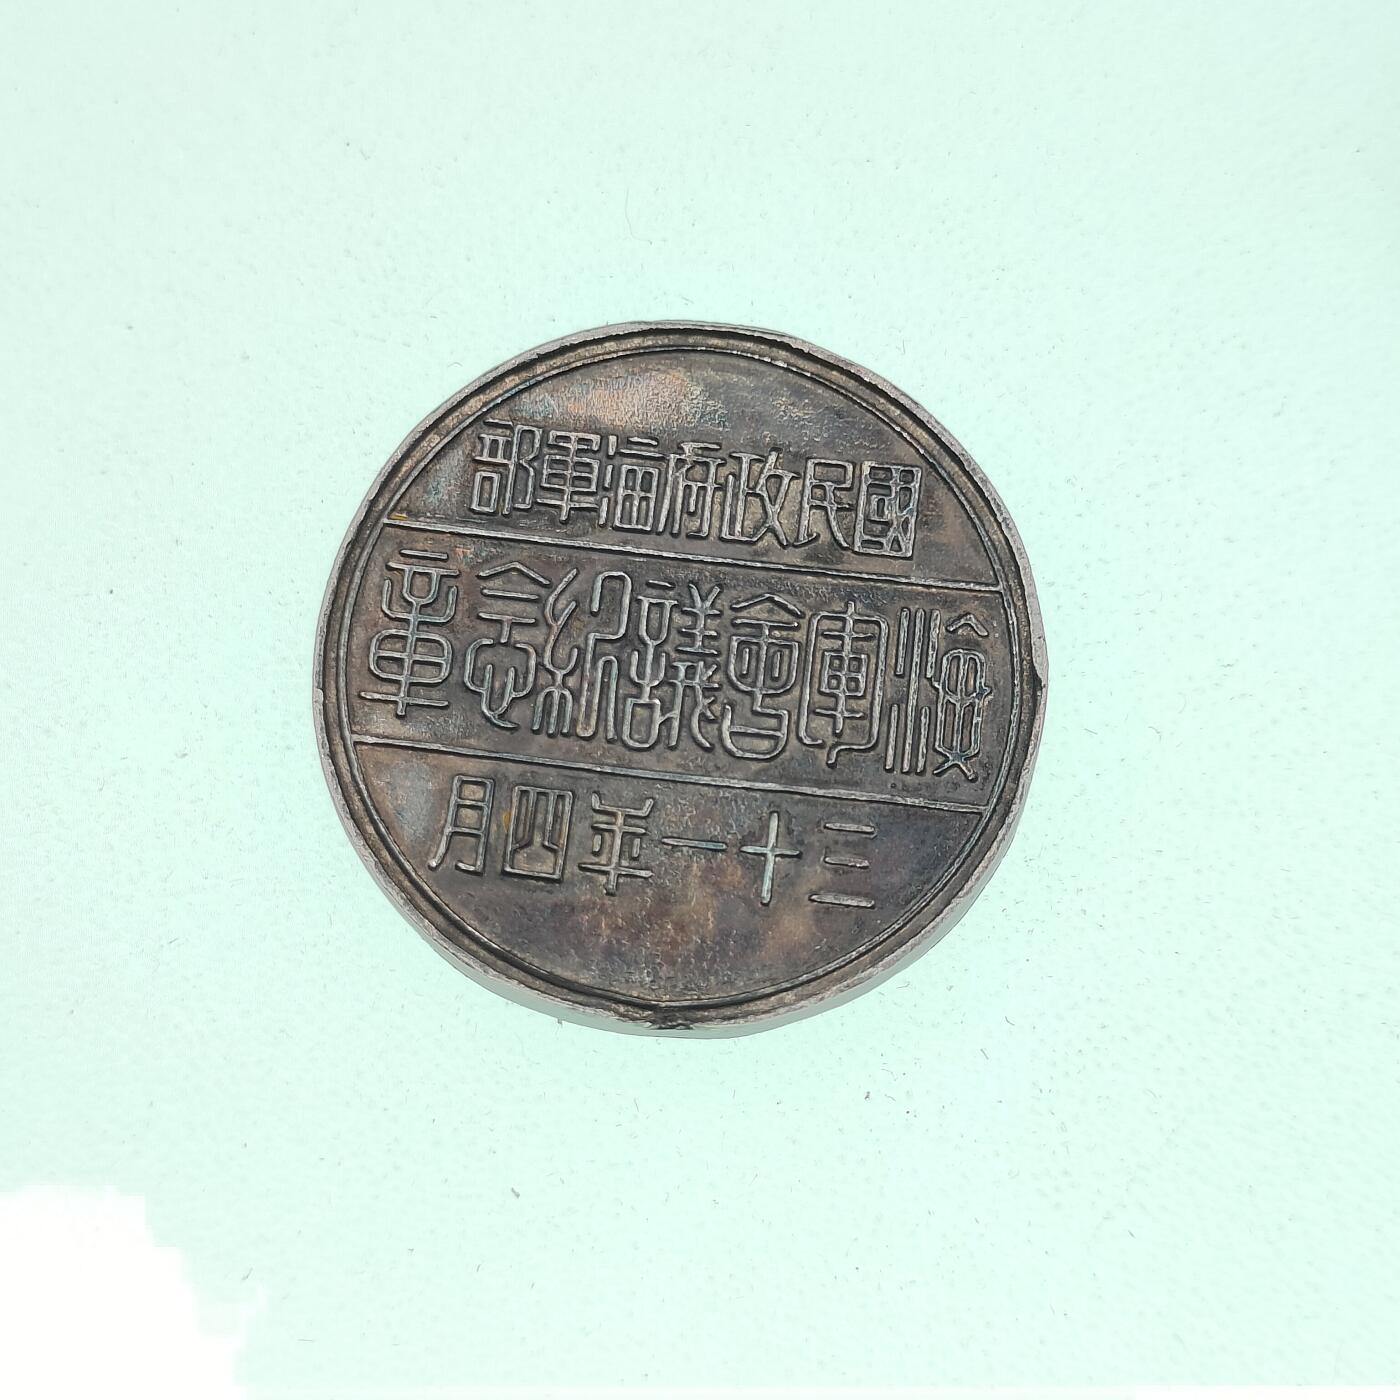 國民政府海軍部
海軍會議紀念章
三十一年四月